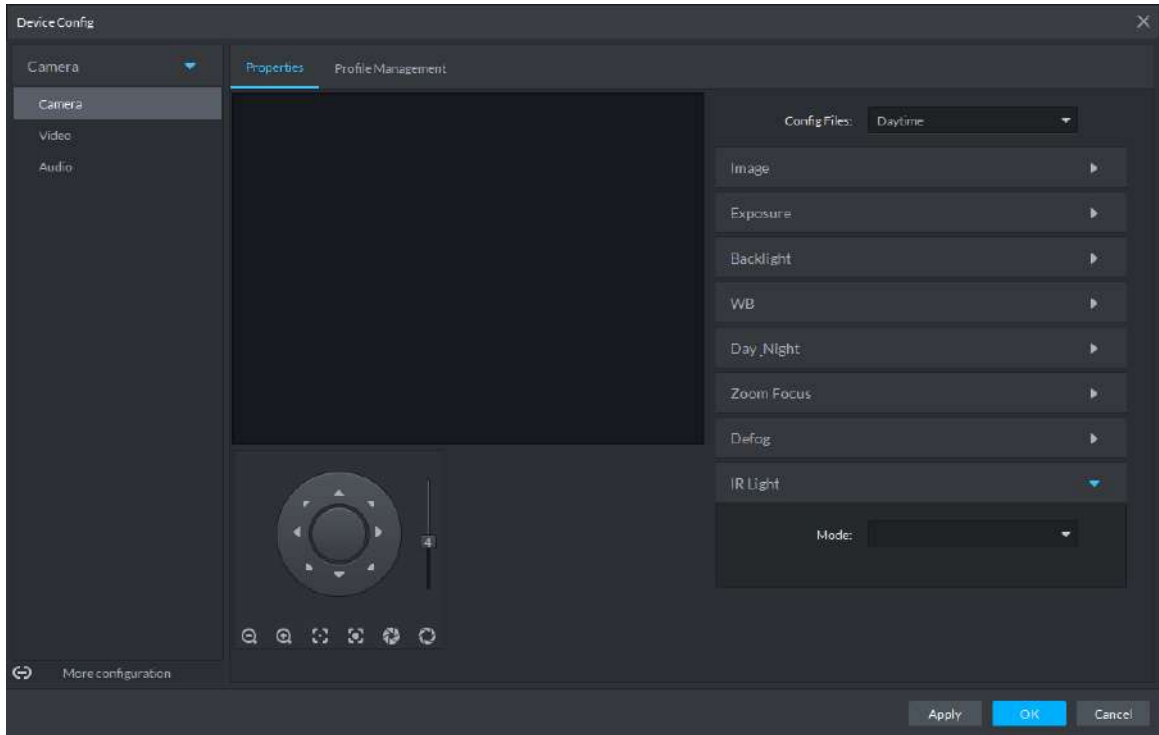 Device Config
Camera
Camera
Video
Audio
More configuration
Properties
Profile Management
Config Files:
Daytime
Image
Exposure
Backlight
WB
Day_Night
Zoom Focus
Defog
IR Light
Mode:
4
Apply
OK
Cancel